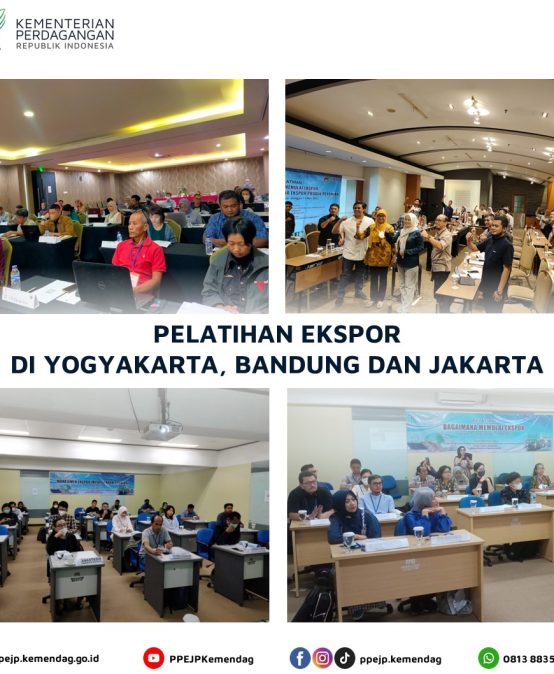 KEMENTERIAN
PERDAGANGAN
REPUBLIK INDONESIA
PELATIHAN EKSPOR
DI YOGYAKARTA, BANDUNG DAN JAKARTA
BAGAIMANA MEMULAI EKSPOR
pejp.kemendag.go.id
PPEJPKemendag
ppejp.kemendag
0813 8835